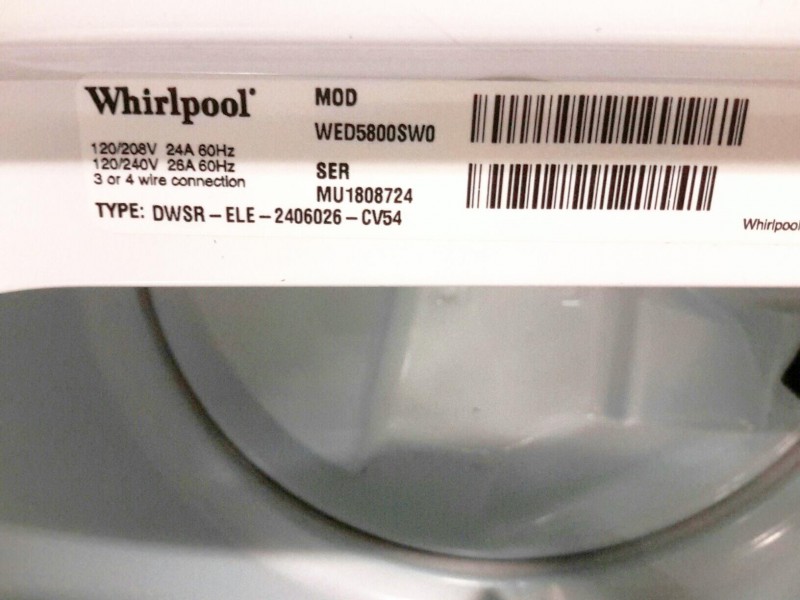 Whirlpool®
120/208V 24A 60Hz
120/240V 26A 60Hz
3 or 4 wire connection
TYPE: DWSR-ELE-2406026-CV54
MOD
WED5800SW0
SER
MU1808724
Whirlpool